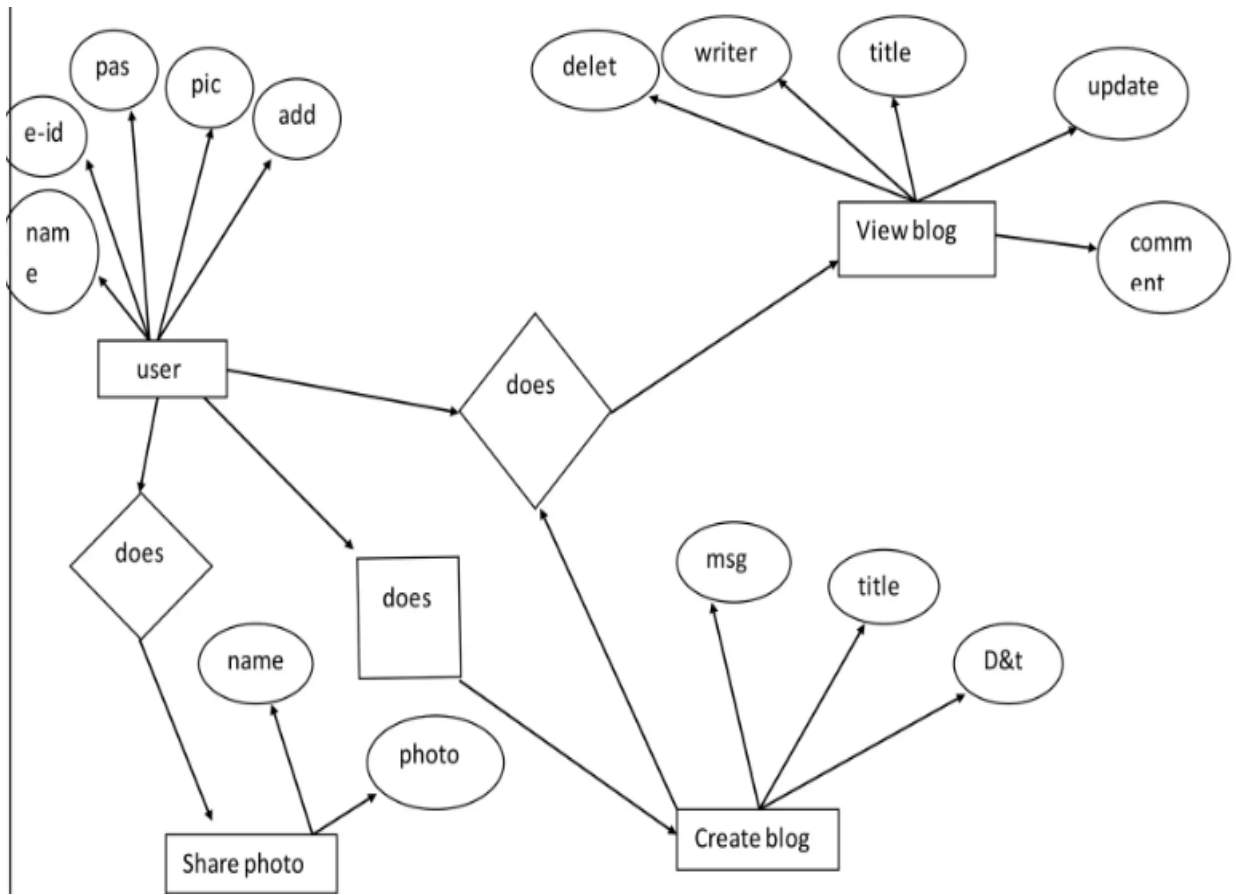 pas
pic
add
e-id
nam
e
user
delet
writer
title
update
View blog
comm
ent
does
does
does
name
photo
Share photo
msg
title
D&t
Create blog